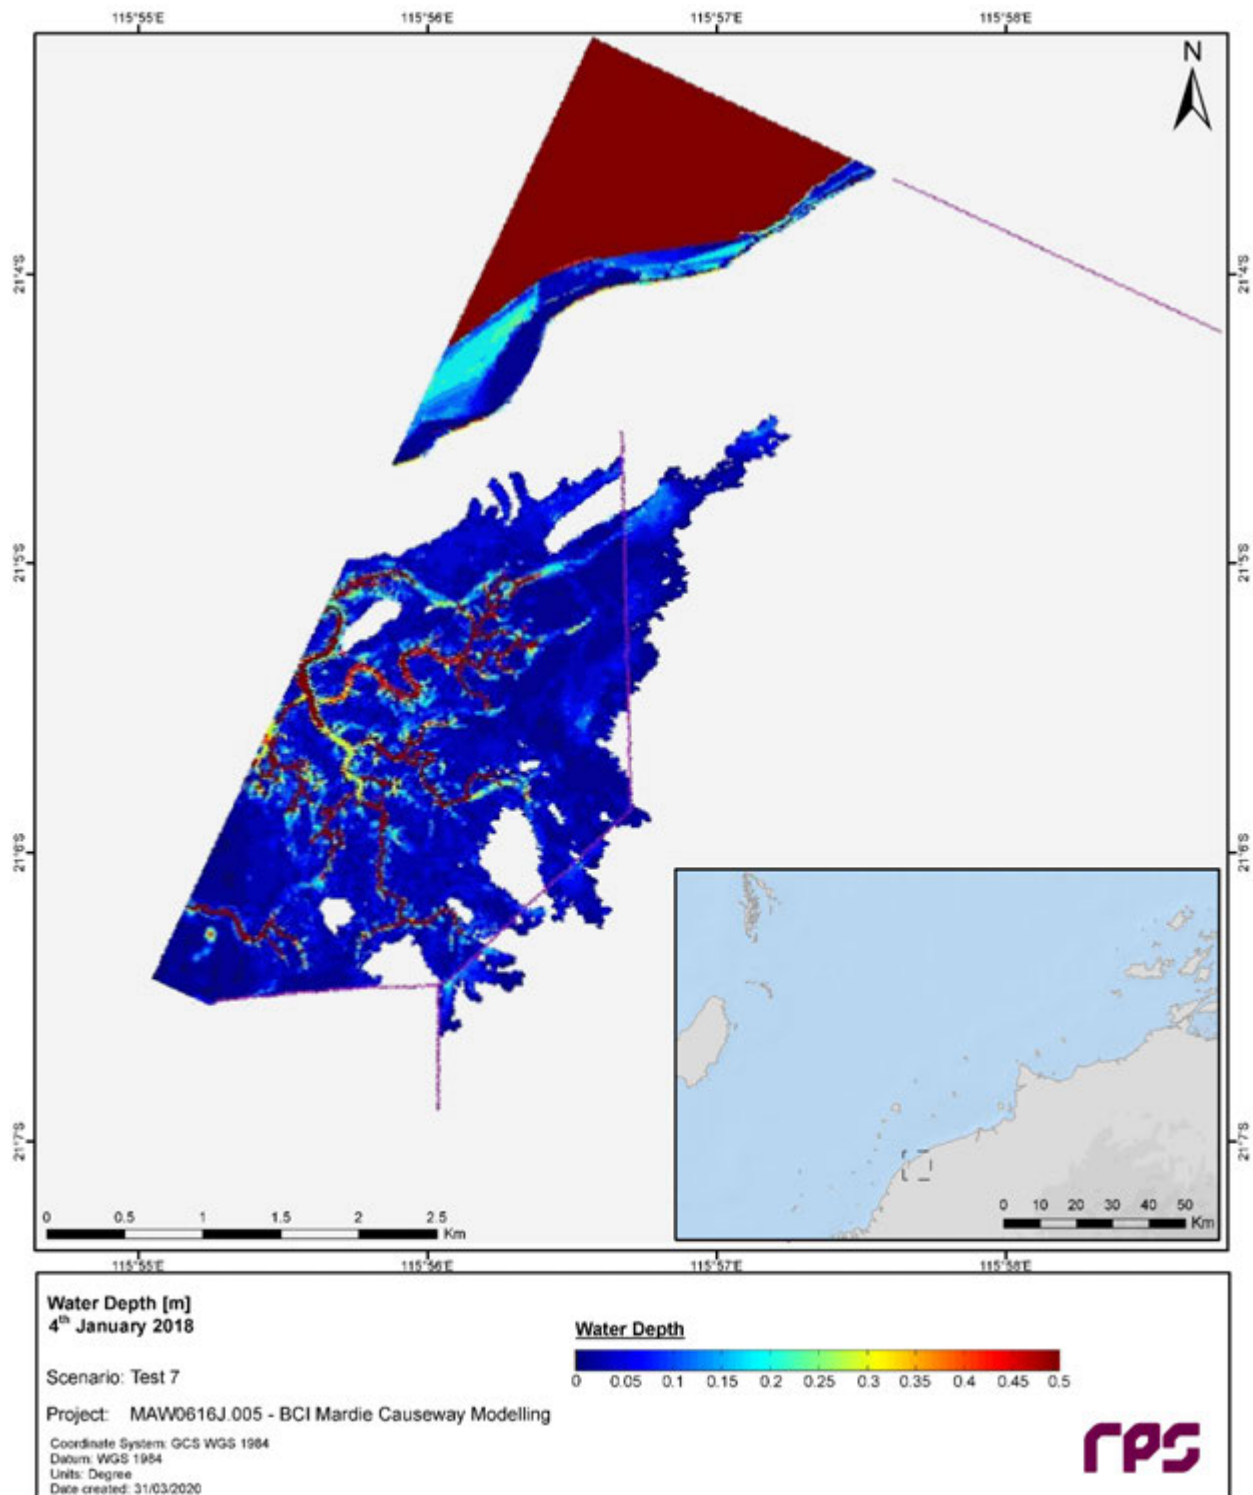 115°55'E 115°56'E 115°57'E 115°58'E
N
21°4'S 21°4'S
21°5'S 21°5'S
21°6'S 21°6'S
21°7'S 21°7'S
0 10 20 30 40 50
Km
0 0.5 1 1.5 2 2.5
Km
115°55'E 115°56'E 115°57'E 115°58'E
Water Depth [m]
4th January 2018
Water Depth
0 0.05 0.1 0.15 0.2 0.25 0.3 0.35 0.4 0.45 0.5
Scenario: Test 7
Project: MAW0616J.005 - BCI Mardie Causeway Modelling
Coordinate System: GCS WGS 1984
Datum: WGS 1984
Units: Degree
Date created: 31/03/2020
rps